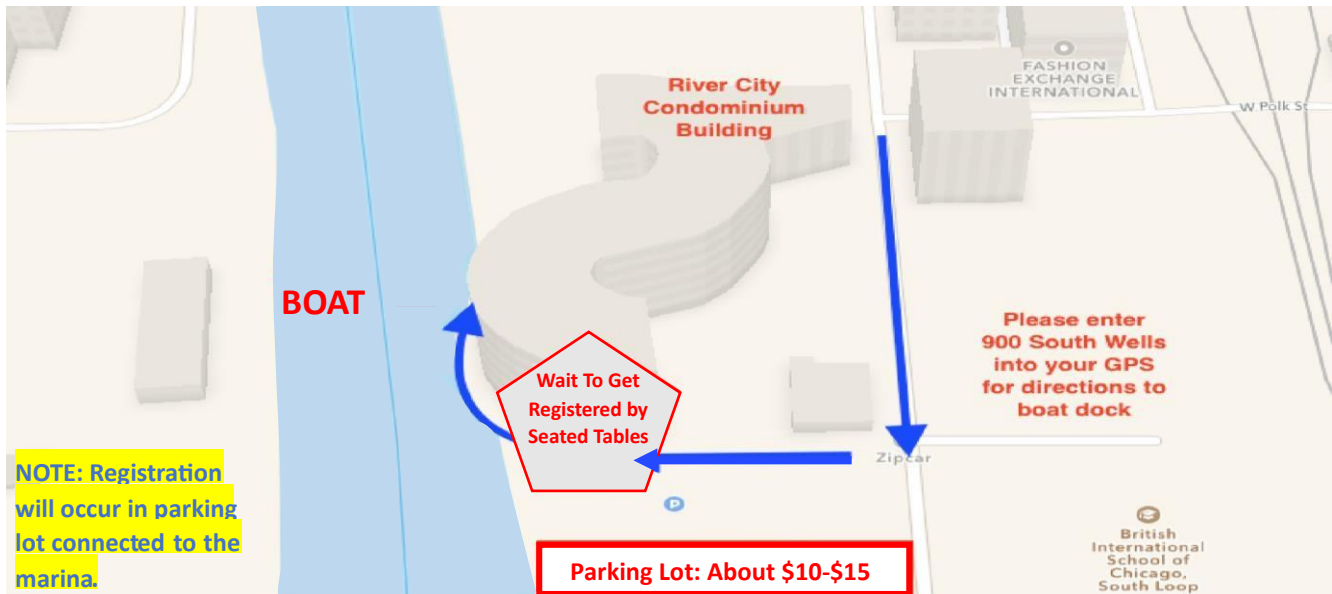 FASHION
EXCHANGE
INTERNATIONAL
W Polk St
River City
Condominium
Building
BOAT
Please enter
900 South Wells
into your GPS
for directions to
boat dock
Wait To Get
Registered by
Seated Tables
Zipcar
NOTE: Registration
will occur in parking
lot connected to the
marina.
P
British
International
School of
Chicago,
South Loop
Parking Lot: About $10-$15